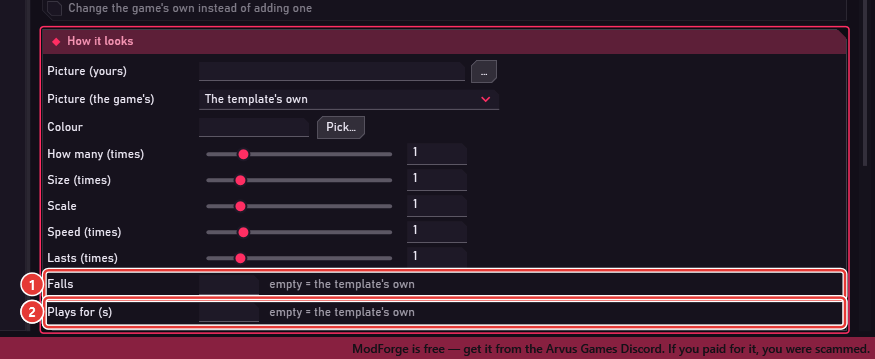 Change the game's own instead of adding one
How it looks
Picture (yours) ...
Picture (the game's) The template's own
Colour Pick...
How many (times) 1
Size (times) 1
Scale 1
Speed (times) 1
Lasts (times) 1
1 Falls empty = the template's own
2 Plays for (s) empty = the template's own
ModForge is free — get it from the Arvus Games Discord. If you paid for it, you were scammed.